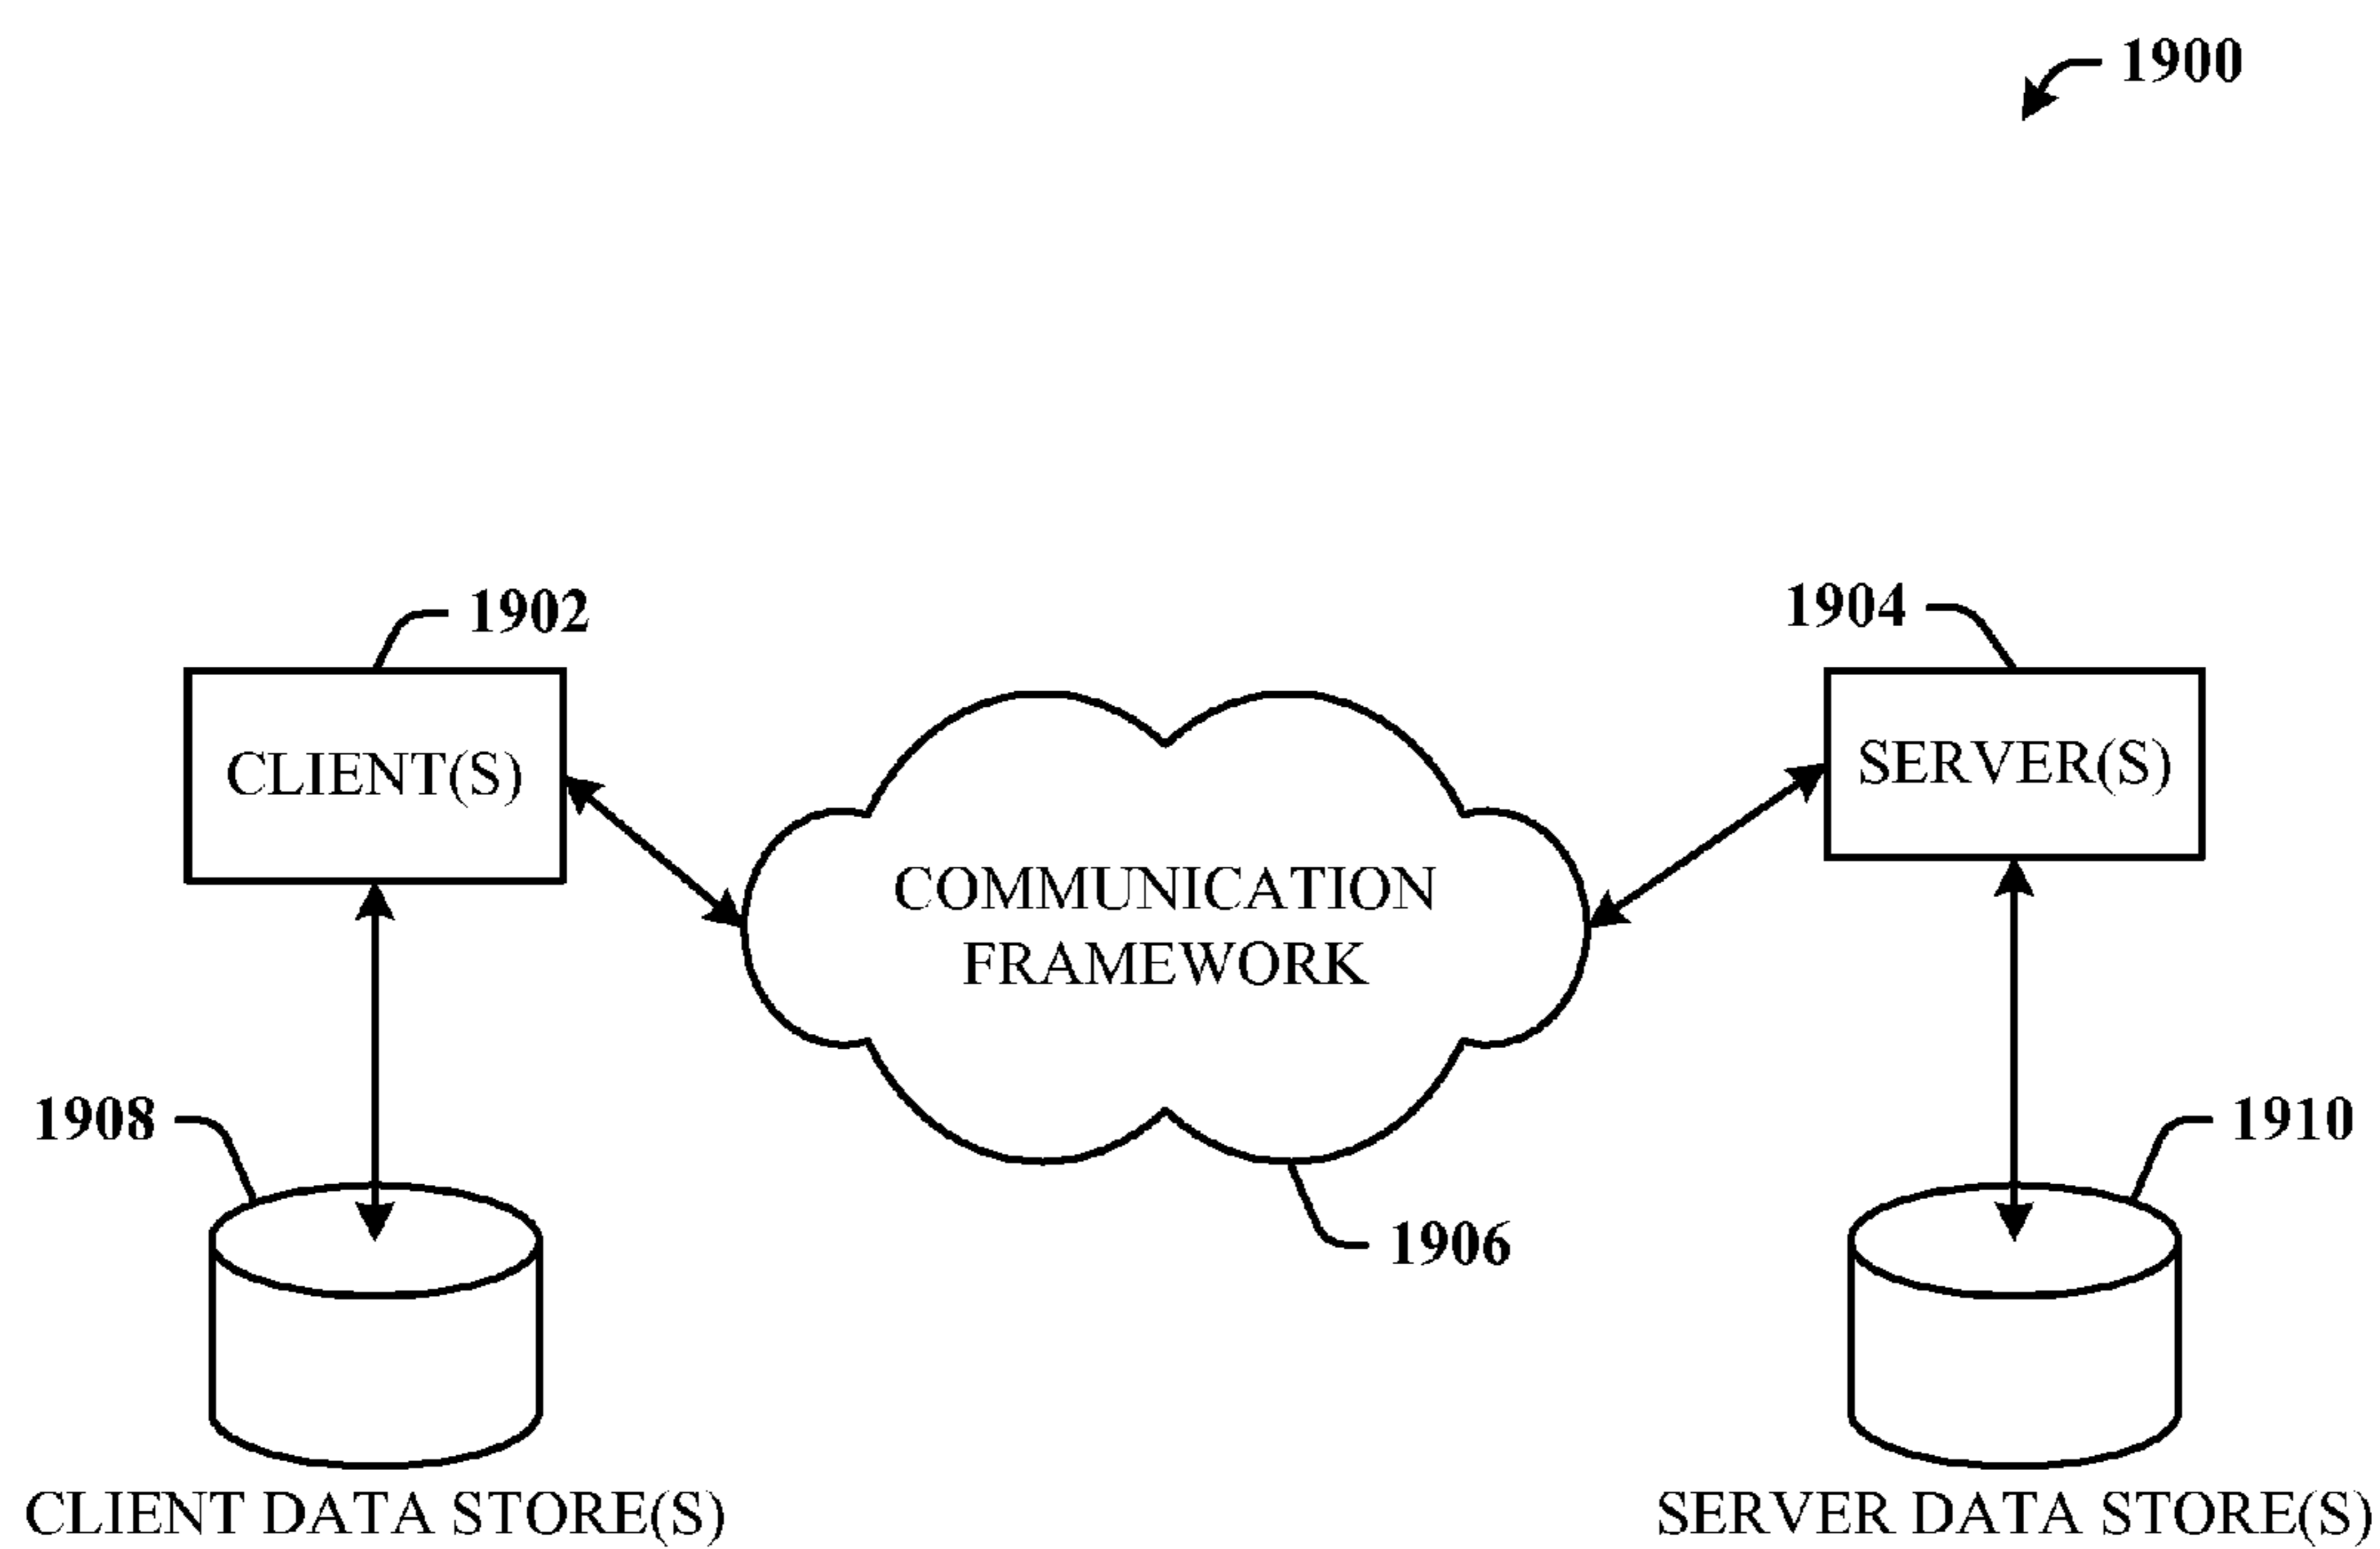 1900
1902
1904
CLIENT(S)
SERVER(S)
COMMUNICATION
FRAMEWORK
1908
1910
1906
CLIENT DATA STORE(S)
SERVER DATA STORE(S)